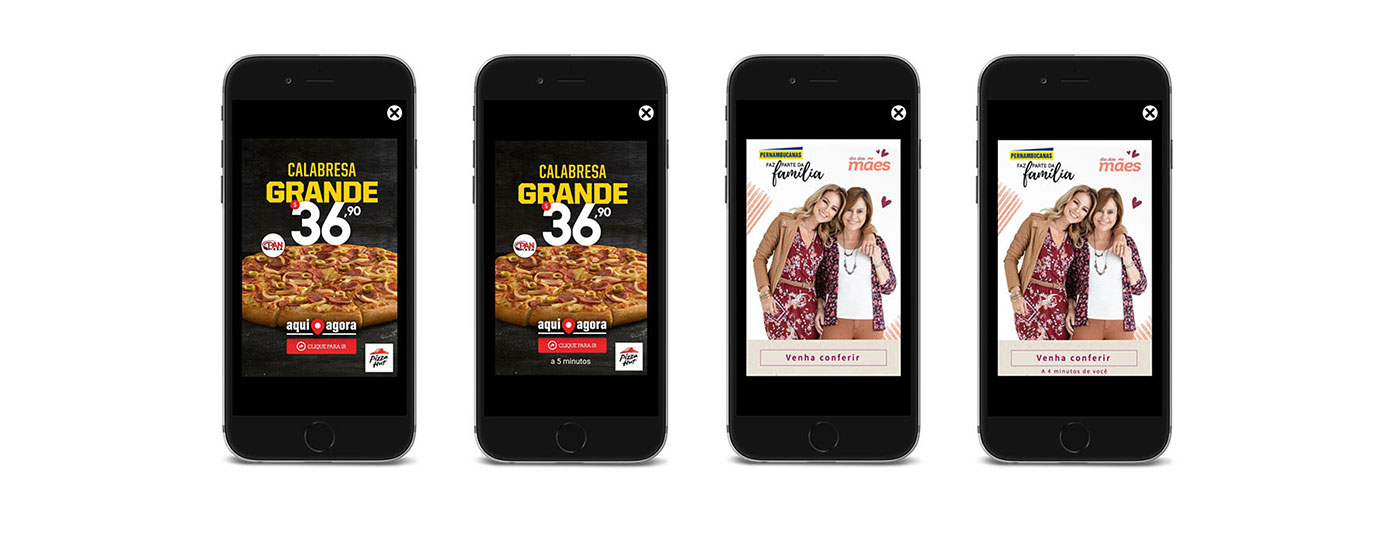 CALABRESA
GRANDE
$36,90
PAN
aqui agora
CLIQUE PARA IR
Pizza
Hut
CALABRESA
GRANDE
$36,90
PAN
aqui agora
CLIQUE PARA IR
a 5 minutos
Pizza
Hut
PERNAMBUCANAS
FAZ PARTE DA
família
dia das
mães
Venha conferir
PERNAMBUCANAS
FAZ PARTE DA
família
dia das
mães
Venha conferir
A 4 minutos de você